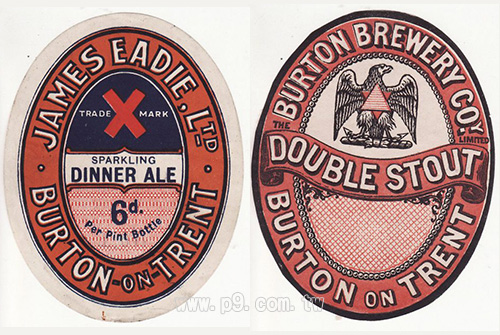 JAMES EADIE, LTD
TRADE X MARK
SPARKLING
DINNER ALE
6d.
Per Pint Bottle
BURTON-ON-TRENT
THE BURTON BREWERY COY. LIMITED
DOUBLE STOUT
BURTON ON TRENT
www.p9.com.tw